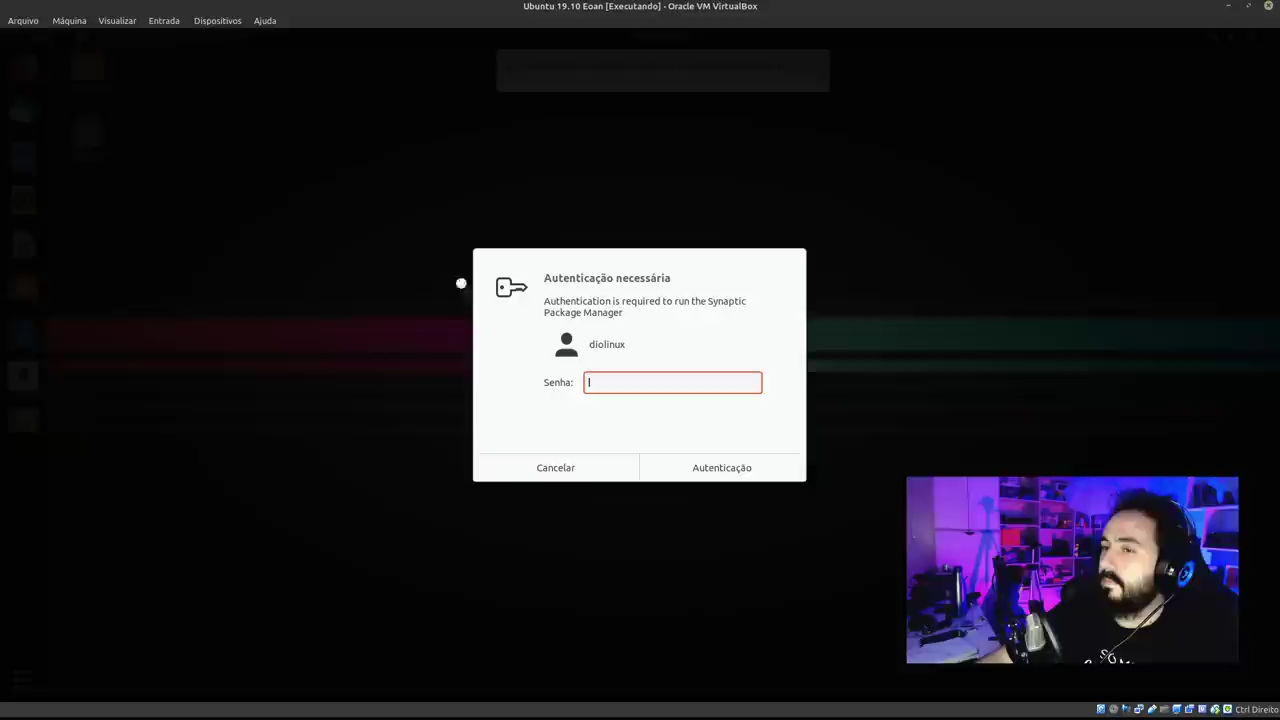 Ubuntu 19.10 Eoan [Executando] - Oracle VM VirtualBox
Arquivo Máquina Visualizar Entrada Dispositivos Ajuda
Autenticação necessária
Authentication is required to run the Synaptic
Package Manager
diolinux
Senha:
Cancelar Autenticação
Ctrl Direito